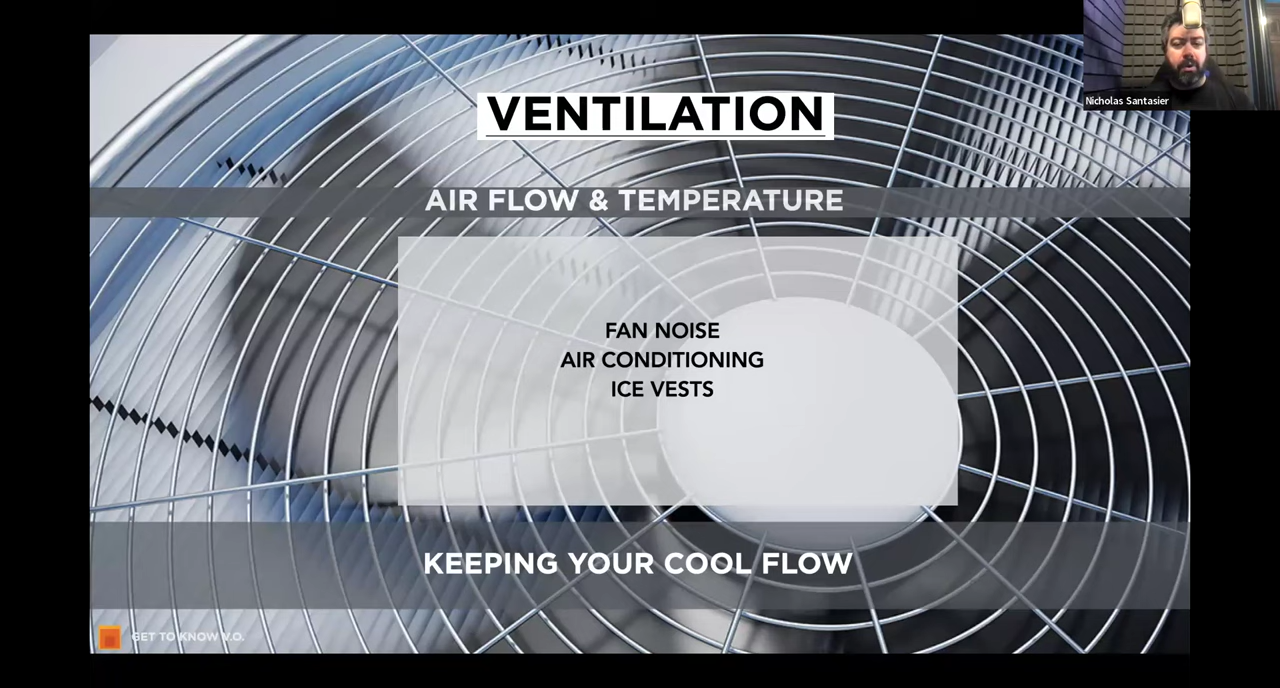 Nicholas Santasier
VENTILATION
AIR FLOW & TEMPERATURE
FAN NOISE
AIR CONDITIONING
ICE VESTS
KEEPING YOUR COOL FLOW
GET TO KNOW V.O.